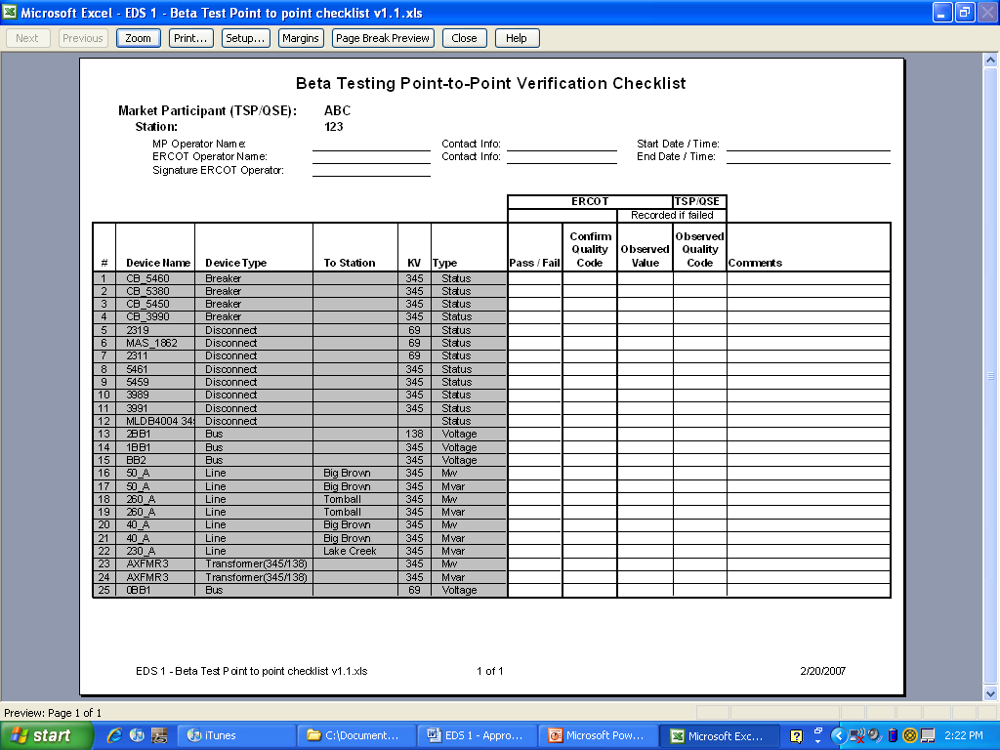 Microsoft Excel - EDS 1 - Beta Test Point to point checklist v1.1.xls
Next Previous Zoom Print... Setup... Margins Page Break Preview Close Help
Beta Testing Point-to-Point Verification Checklist
Market Participant (TSP/QSE): ABC
Station: 123
MP Operator Name: Contact Info: Start Date / Time:
ERCOT Operator Name: Contact Info: End Date / Time:
Signature ERCOT Operator:
ERCOT TSP/QSE
Recorded if failed
# Device Name Device Type To Station KV Type Pass / Fail Confirm Quality Code Observed Value Observed Quality Code Comments
1 CB_5460 Breaker 345 Status
2 CB_5380 Breaker 345 Status
3 CB_5450 Breaker 345 Status
4 CB_3990 Breaker 345 Status
5 2319 Disconnect 69 Status
6 MAS_1862 Disconnect 69 Status
7 2311 Disconnect 69 Status
8 5461 Disconnect 345 Status
9 5459 Disconnect 345 Status
10 3989 Disconnect 345 Status
11 3991 Disconnect 345 Status
12 MLDB4004 34 Disconnect Status
13 2BB1 Bus 138 Voltage
14 1BB1 Bus 345 Voltage
15 BB2 Bus 345 Voltage
16 50_A Line Big Brown 345 Mw
17 50_A Line Big Brown 345 Mvar
18 260_A Line Tomball 345 Mw
19 260_A Line Tomball 345 Mvar
20 40_A Line Big Brown 345 Mw
21 40_A Line Big Brown 345 Mvar
22 230_A Line Lake Creek 345 Mvar
23 AXFMR3 Transformer(345/138) 345 Mw
24 AXFMR3 Transformer(345/138) 345 Mvar
25 0BB1 Bus 69 Voltage
EDS 1 - Beta Test Point to point checklist v1.1.xls 1 of 1 2/20/2007
Preview: Page 1 of 1
start iTunes C:\Document... EDS 1 - Appro... Microsoft Pow... Microsoft Exc... 2:22 PM